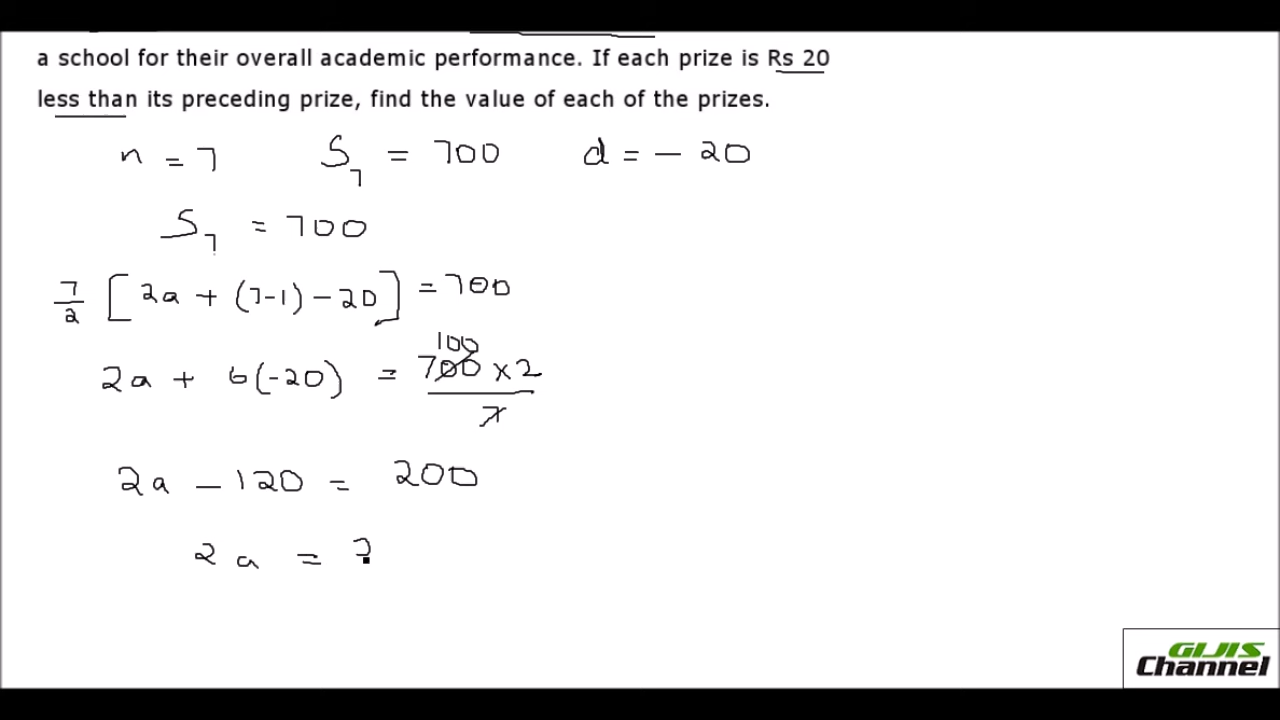 a school for their overall academic performance. If each prize is Rs 20
less than its preceding prize, find the value of each of the prizes.
n = 7 S₇ = 700 d = - 20
S₇ = 700
7/2 [2a + (7-1) - 20] = 700
100
2a + 6(-20) = 700 × 2 / 7
2a - 120 = 200
2a = 3
GIJIS
Channel